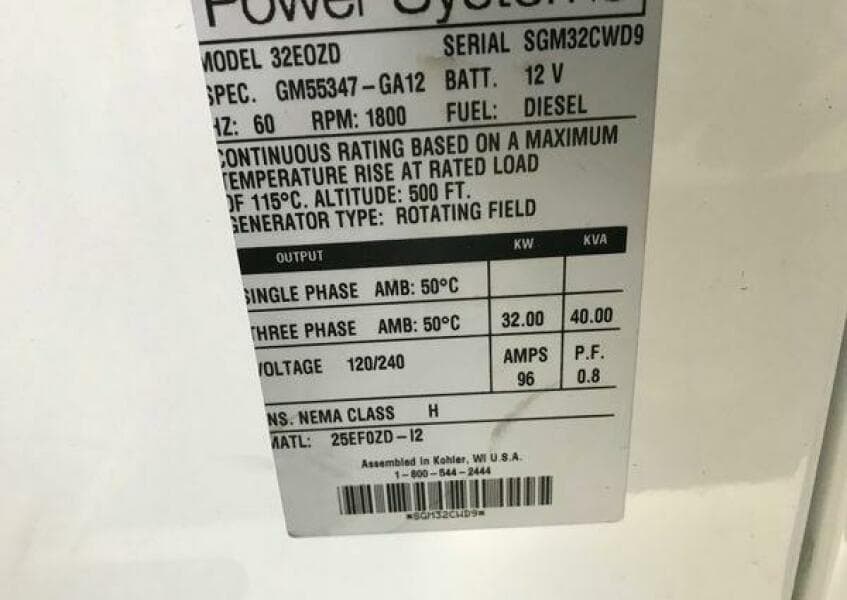 Power Systems
MODEL 32EOZD SERIAL SGM32CWD9
SPEC. GM55347-GA12 BATT. 12 V
HZ: 60 RPM: 1800 FUEL: DIESEL
CONTINUOUS RATING BASED ON A MAXIMUM
TEMPERATURE RISE AT RATED LOAD
OF 115°C. ALTITUDE: 500 FT.
GENERATOR TYPE: ROTATING FIELD
OUTPUT KW KVA
SINGLE PHASE AMB: 50°C
THREE PHASE AMB: 50°C 32.00 40.00
VOLTAGE 120/240 AMPS P.F.
96 0.8
NS. NEMA CLASS H
MATL: 25EFOZD-I2
Assembled in Kohler, WI U.S.A.
1-800-544-2444
*SGM32CWD9*